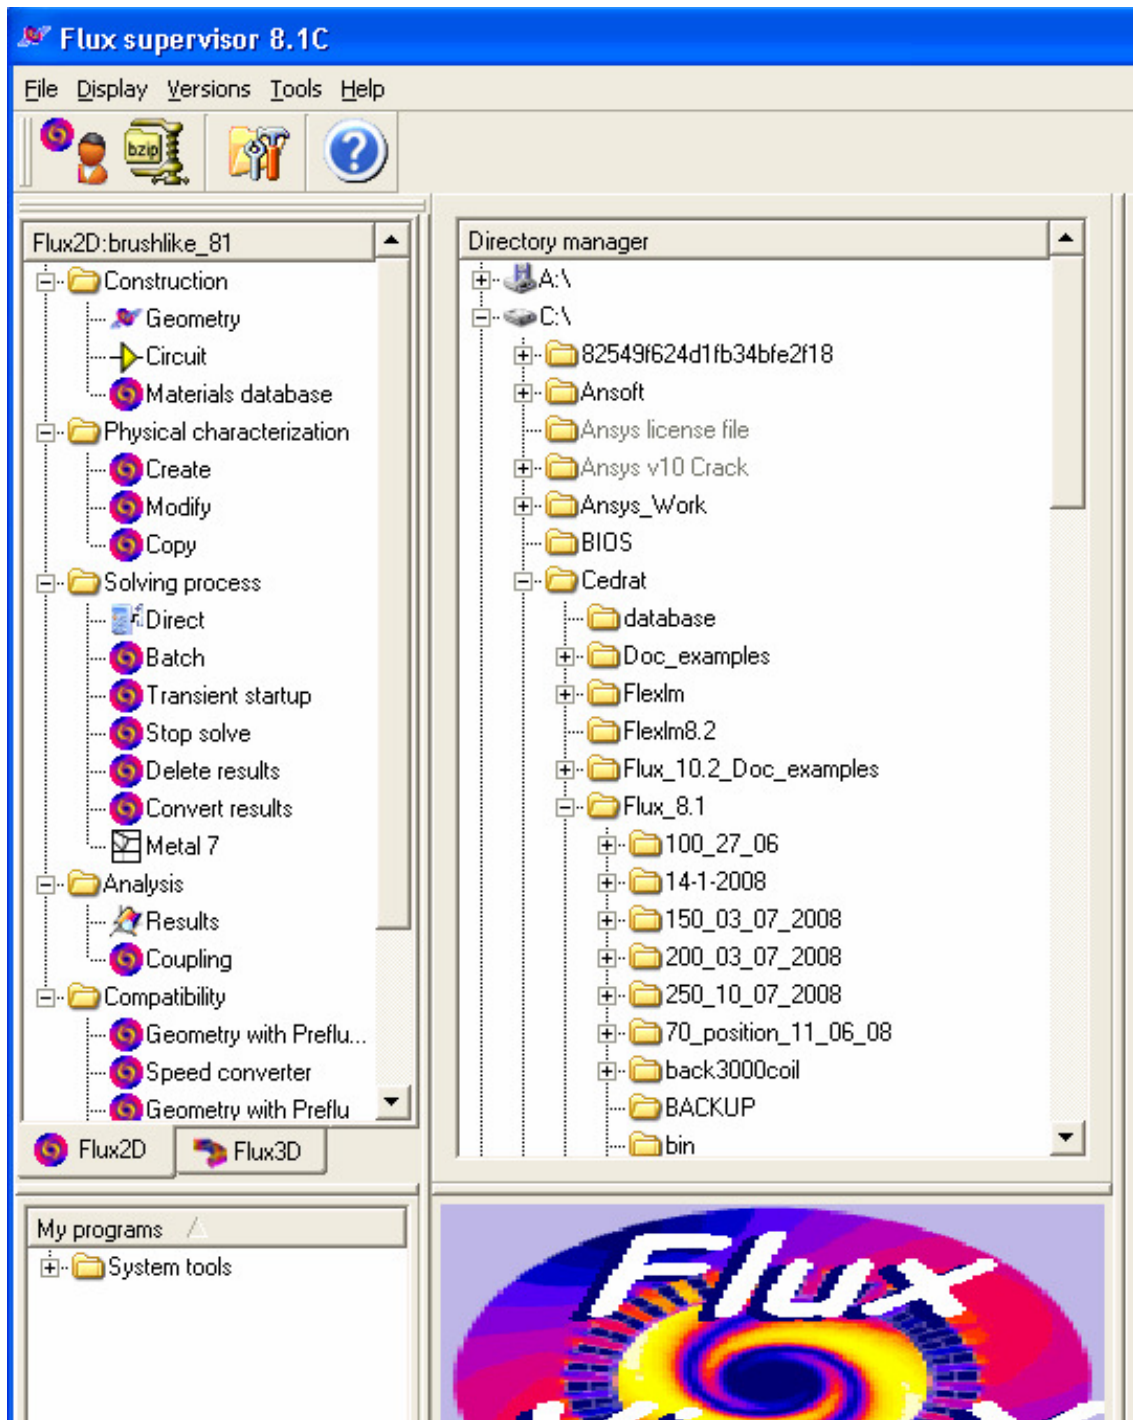 Flux supervisor 8.1C
File Display Versions Tools Help
bzip
Flux2D:brushlike_81
Construction
Geometry
Circuit
Materials database
Physical characterization
Create
Modify
Copy
Solving process
Direct
Batch
Transient startup
Stop solve
Delete results
Convert results
Metal 7
Analysis
Results
Coupling
Compatibility
Geometry with Preflu...
Speed converter
Geometry with Preflu
Flux2D
Flux3D
My programs
System tools
Directory manager
A:\
C:\
82549f624d1fb34bfe2f18
Ansoft
Ansys license file
Ansys v10 Crack
Ansys_Work
BIOS
Cedrat
database
Doc_examples
Flexlm
Flexlm8.2
Flux_10.2_Doc_examples
Flux_8.1
100_27_06
14-1-2008
150_03_07_2008
200_03_07_2008
250_10_07_2008
70_position_11_06_08
back3000coil
BACKUP
bin
Flux